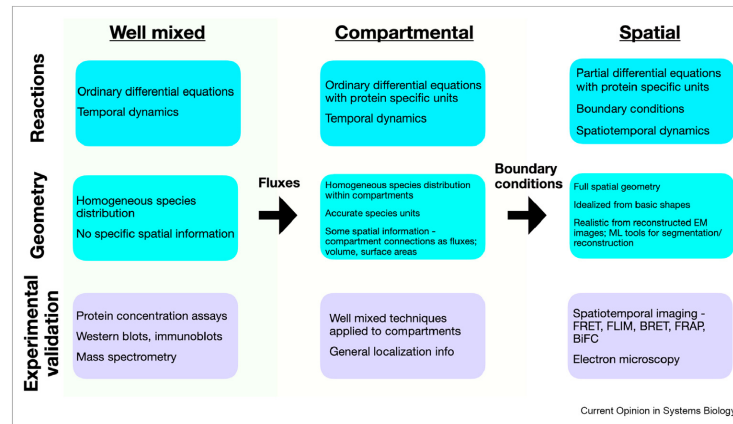 Well mixed
Compartmental
Spatial
Reactions
Ordinary differential equations
Temporal dynamics
Ordinary differential equations
with protein specific units
Temporal dynamics
Partial differential equations
with protein specific units
Boundary conditions
Spatiotemporal dynamics
Geometry
Homogeneous species
distribution
No specific spatial information
Fluxes
Homogeneous species distribution
within compartments
Accurate species units
Some spatial information -
compartment connections as fluxes;
volume, surface areas
Boundary
conditions
Full spatial geometry
Idealized from basic shapes
Realistic from reconstructed EM
images; ML tools for segmentation/
reconstruction
Experimental
validation
Protein concentration assays
Western blots, immunoblots
Mass spectrometry
Well mixed techniques
applied to compartments
General localization info
Spatiotemporal imaging -
FRET, FLIM, BRET, FRAP,
BiFC
Electron microscopy
Current Opinion in Systems Biology